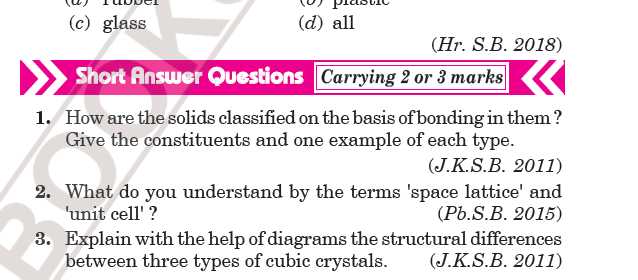 (a) rubber (b) plastic
(c) glass (d) all
(Hr. S.B. 2018)
Short Answer Questions Carrying 2 or 3 marks
1. How are the solids classified on the basis of bonding in them ?
Give the constituents and one example of each type.
(J.K.S.B. 2011)
2. What do you understand by the terms 'space lattice' and
'unit cell' ? (Pb.S.B. 2015)
3. Explain with the help of diagrams the structural differences
between three types of cubic crystals. (J.K.S.B. 2011)
BOOK